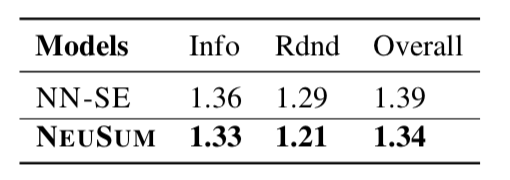 Models Info Rdnd Overall
NN-SE 1.36 1.29 1.39
NEUSUM 1.33 1.21 1.34